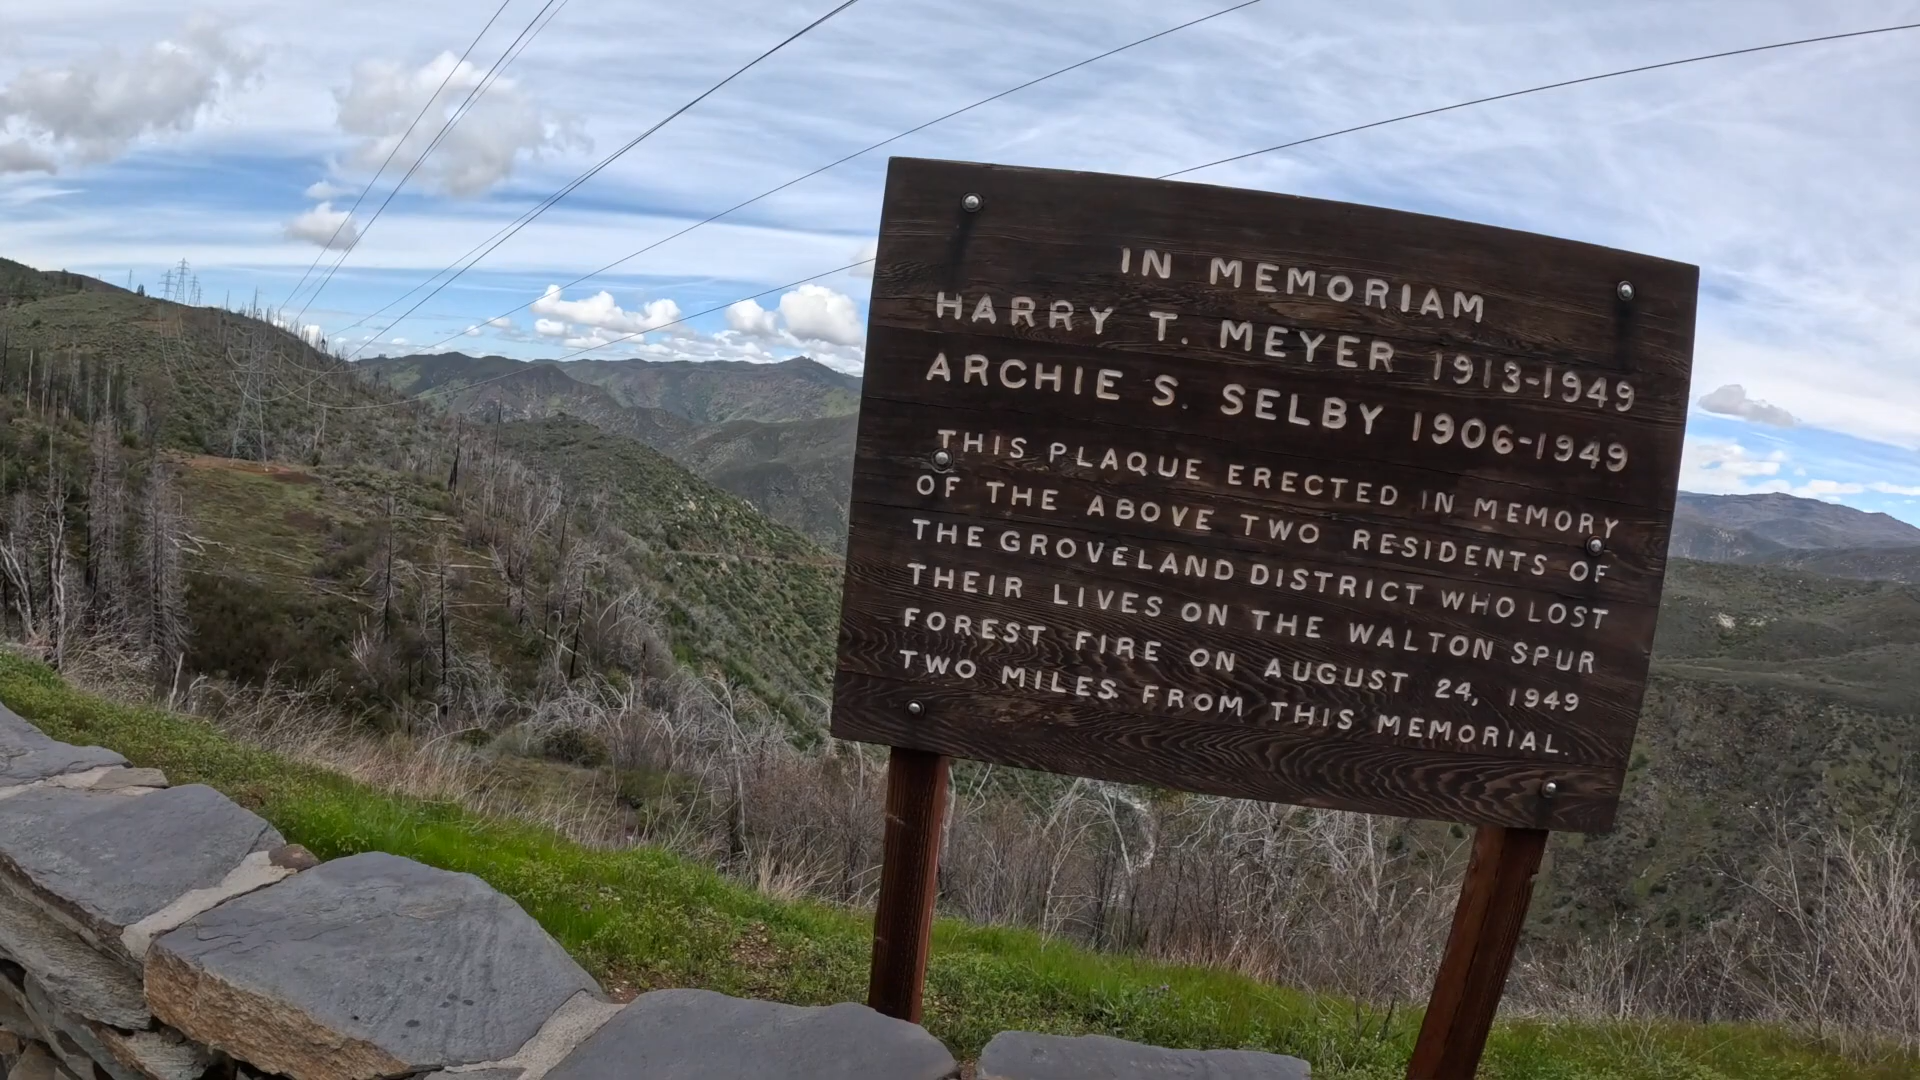 IN MEMORIAM
HARRY T. MEYER 1913-1949
ARCHIE S. SELBY 1906-1949
THIS PLAQUE ERECTED IN MEMORY
OF THE ABOVE TWO RESIDENTS OF
THE GROVELAND DISTRICT WHO LOST
THEIR LIVES ON THE WALTON SPUR
FOREST FIRE ON AUGUST 24, 1949
TWO MILES FROM THIS MEMORIAL.